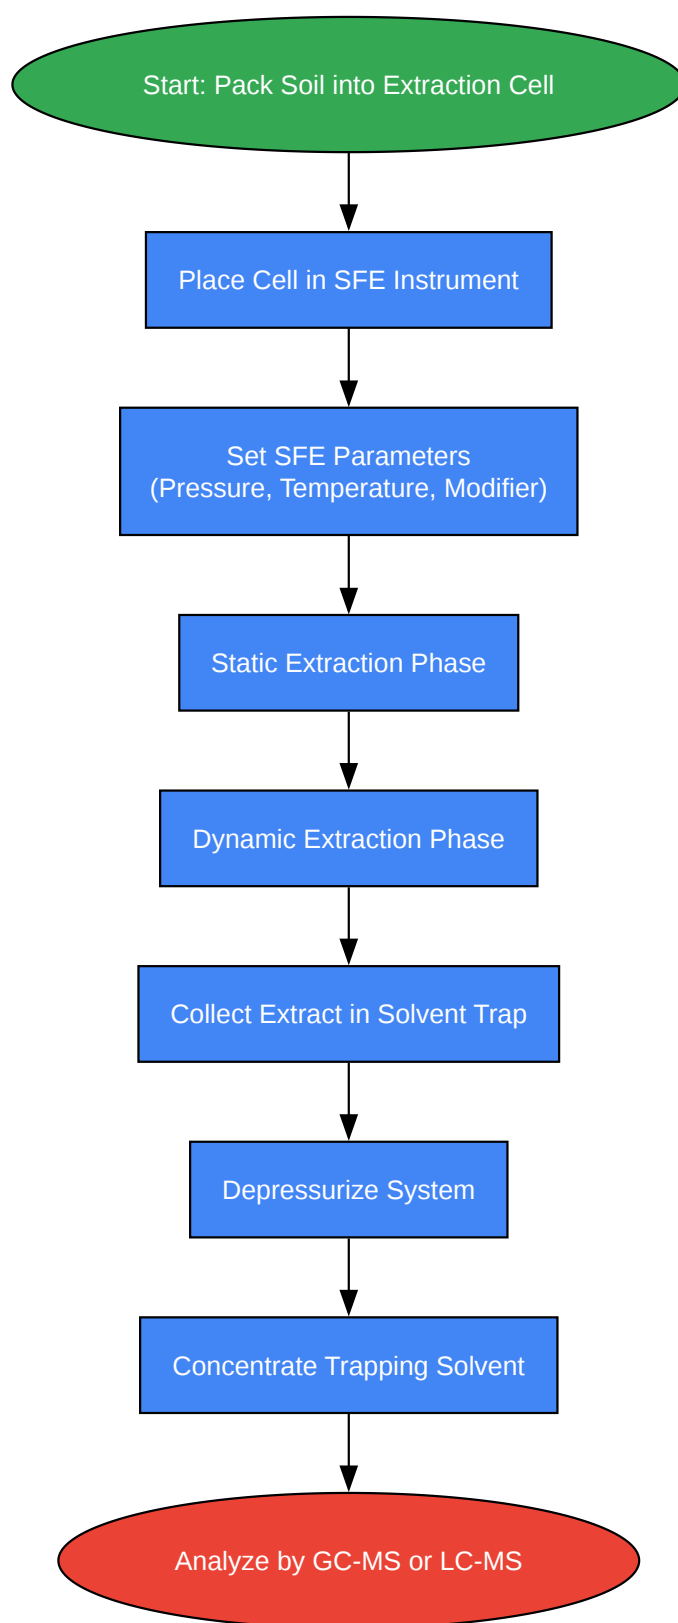 Start: Pack Soil into Extraction Cell
Place Cell in SFE Instrument
Set SFE Parameters
(Pressure, Temperature, Modifier)
Static Extraction Phase
Dynamic Extraction Phase
Collect Extract in Solvent Trap
Depressurize System
Concentrate Trapping Solvent
Analyze by GC-MS or LC-MS